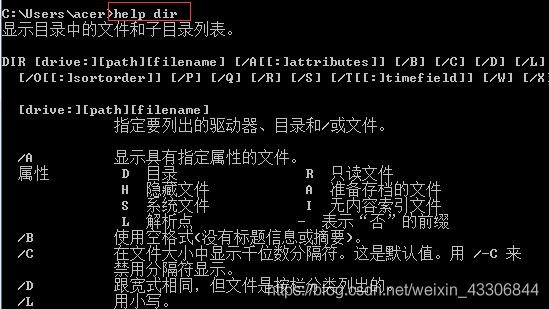 C:\Users\acer>help dir
显示目录中的文件和子目录列表。
DIR [drive:][path][filename] [/A[[:]attributes]] [/B] [/C] [/D] [/L]
[/O[[:]sortorder]] [/P] [/Q] [/R] [/S] [/T[[:]timefield]] [/W] [/X]
[drive:][path][filename]
指定要列出的驱动器、目录和/或文件。
/A 显示具有指定属性的文件。
属性 D 目录 R 只读文件
H 隐藏文件 A 准备存档的文件
S 系统文件 I 无内容索引文件
L 解析点 - 表示“否”的前缀
/B 使用空格式(没有标题信息或摘要)。
/C 在文件大小中显示千位数分隔符。这是默认值。用 /-C 来
禁用分隔符显示。
/D 跟宽式相同，但文件是按栏分类列出的。
/L 用小写。
https://blog.csdn.net/weixin_43306844